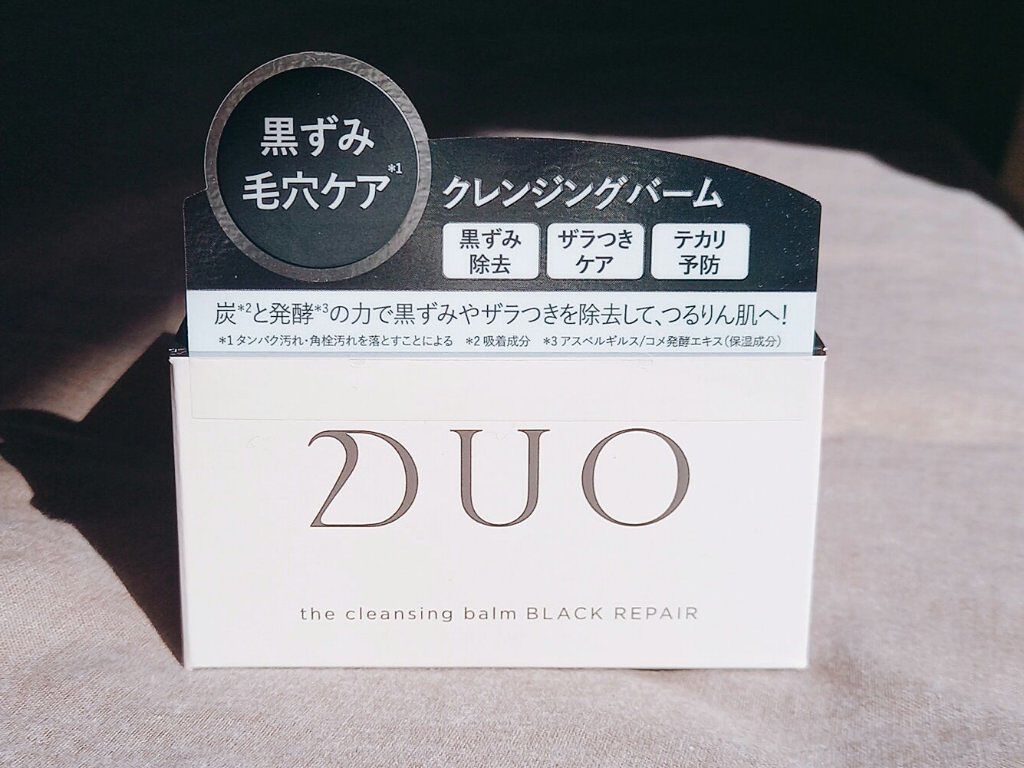 黒ずみ
毛穴ケア*1
クレンジングバーム
黒ずみ
除去
ザラつき
ケア
テカリ
予防
炭*2と発酵*3の力で黒ずみやザラつきを除去して、つるりん肌へ!
*1 タンパク汚れ・角栓汚れを落とすことによる *2 吸着成分 *3 アスペルギルス/コメ発酵エキス(保湿成分)
DUO
the cleansing balm BLACK REPAIR